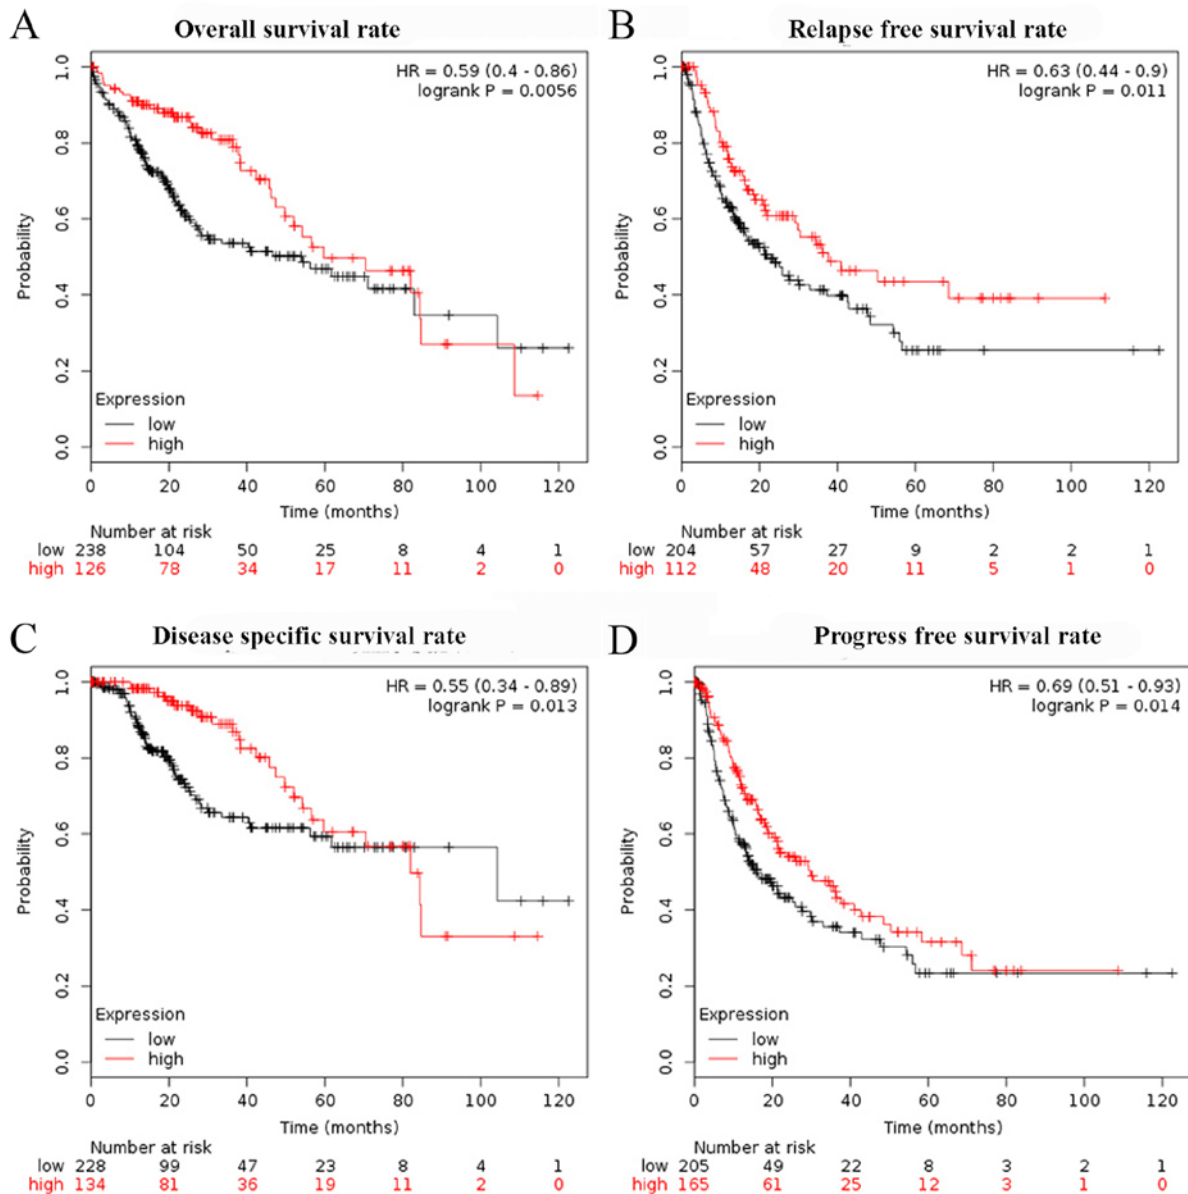 A
Overall survival rate
HR = 0.59 (0.4 - 0.86)
logrank P = 0.0056
Probability
1.0
0.8
0.6
0.4
0.2
0.0
Expression
low
high
0 20 40 60 80 100 120
Time (months)
Number at risk
low 238 104 50 25 8 4 1
high 126 78 34 17 11 2 0
B
Relapse free survival rate
HR = 0.63 (0.44 - 0.9)
logrank P = 0.011
Probability
1.0
0.8
0.6
0.4
0.2
0.0
Expression
low
high
0 20 40 60 80 100 120
Time (months)
Number at risk
low 204 57 27 9 2 2 1
high 112 48 20 11 5 1 0
C
Disease specific survival rate
HR = 0.55 (0.34 - 0.89)
logrank P = 0.013
Probability
1.0
0.8
0.6
0.4
0.2
0.0
Expression
low
high
0 20 40 60 80 100 120
Time (months)
Number at risk
low 228 99 47 23 8 4 1
high 134 81 36 19 11 2 0
D
Progress free survival rate
HR = 0.69 (0.51 - 0.93)
logrank P = 0.014
Probability
1.0
0.8
0.6
0.4
0.2
0.0
Expression
low
high
0 20 40 60 80 100 120
Time (months)
Number at risk
low 205 49 22 8 3 2 1
high 165 61 25 12 3 1 0